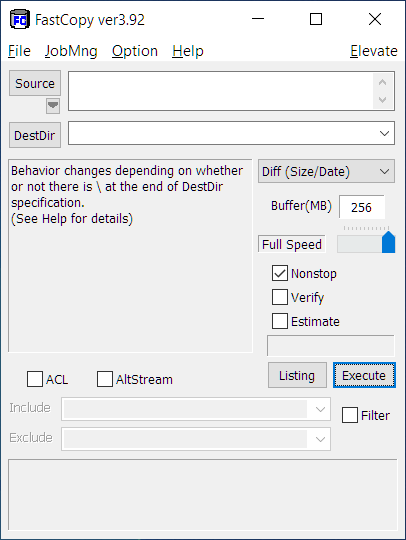 FC FastCopy ver3.92
File JobMng Option Help Elevate
Source
DestDir
Behavior changes depending on whether
or not there is \ at the end of DestDir
specification.
(See Help for details)
Diff (Size/Date)
Buffer(MB) 256
Full Speed
Nonstop
Verify
Estimate
ACL AltStream Listing Execute
Include
Filter
Exclude